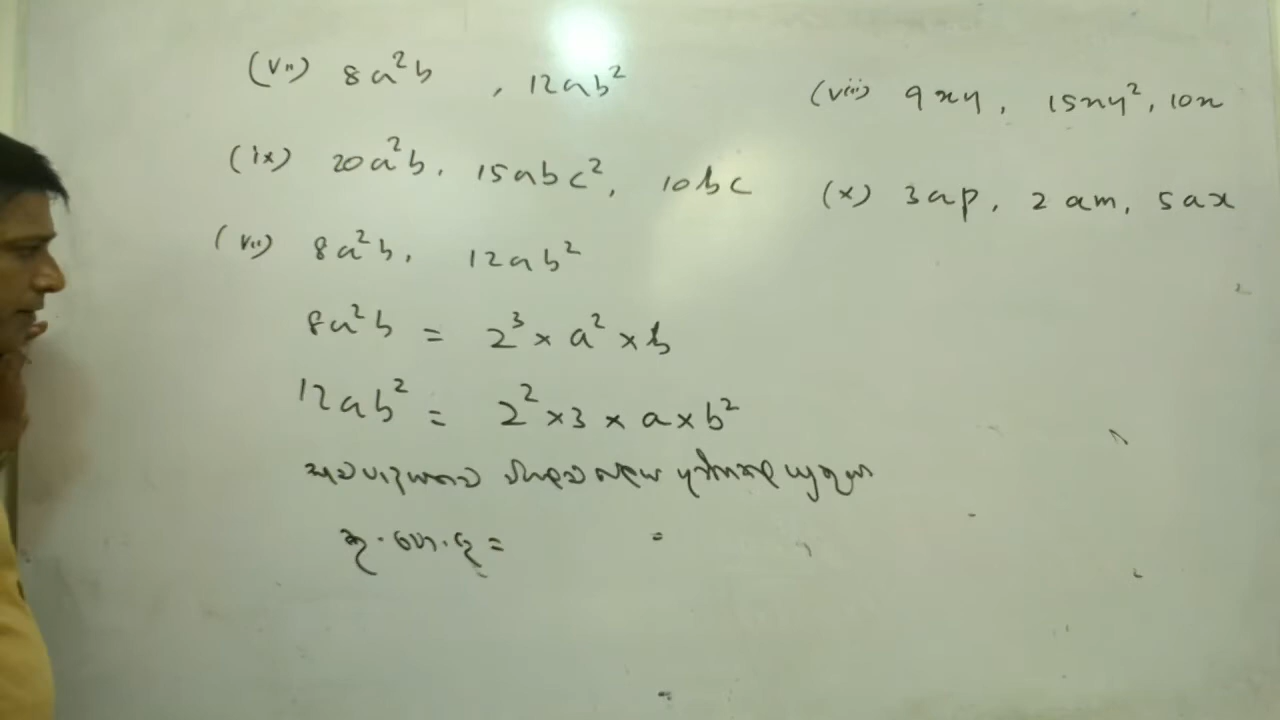 (vii) 8a²b , 12ab² (viii) 9xy, 15xy², 10x
(ix) 20a²b, 15abc², 10bc (x) 3ap, 2am, 5ax
(vii) 8a²b, 12ab²
8a²b = 2³ × a² × b
12ab² = 2² × 3 × a × b²
= =